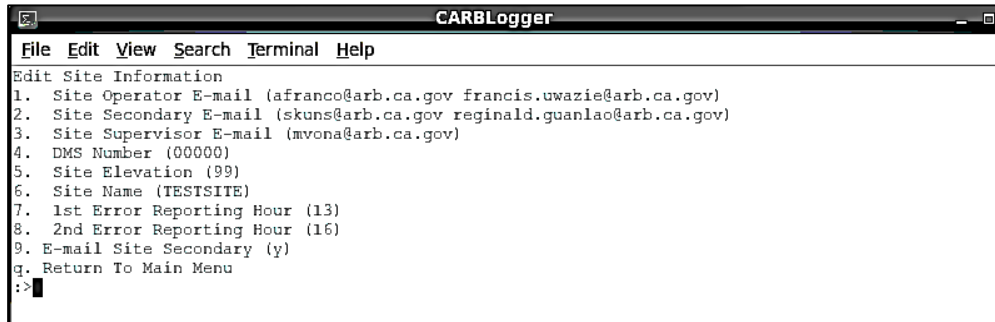 CARBLogger
File Edit View Search Terminal Help
Edit Site Information
1. Site Operator E-mail (afranco@arb.ca.gov francis.uwazie@arb.ca.gov)
2. Site Secondary E-mail (skuns@arb.ca.gov reginald.guanlao@arb.ca.gov)
3. Site Supervisor E-mail (mvona@arb.ca.gov)
4. DMS Number (00000)
5. Site Elevation (99)
6. Site Name (TESTSITE)
7. 1st Error Reporting Hour (13)
8. 2nd Error Reporting Hour (16)
9. E-mail Site Secondary (y)
q. Return To Main Menu
:>